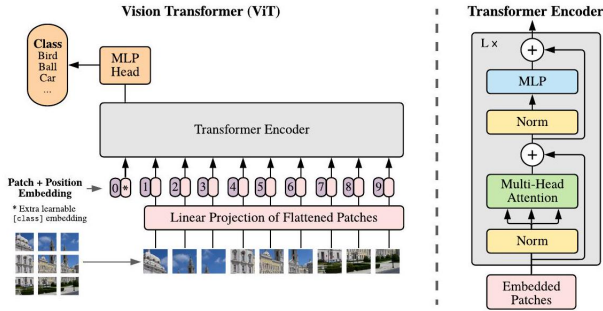 Vision Transformer (ViT)
Class
Bird
Ball
Car
...
MLP
Head
Transformer Encoder
Patch + Position
Embedding
0 * 1 2 3 4 5 6 7 8 9
* Extra learnable
[class] embedding
Linear Projection of Flattened Patches
Transformer Encoder
L x
+
MLP
Norm
+
Multi-Head
Attention
Norm
Embedded
Patches